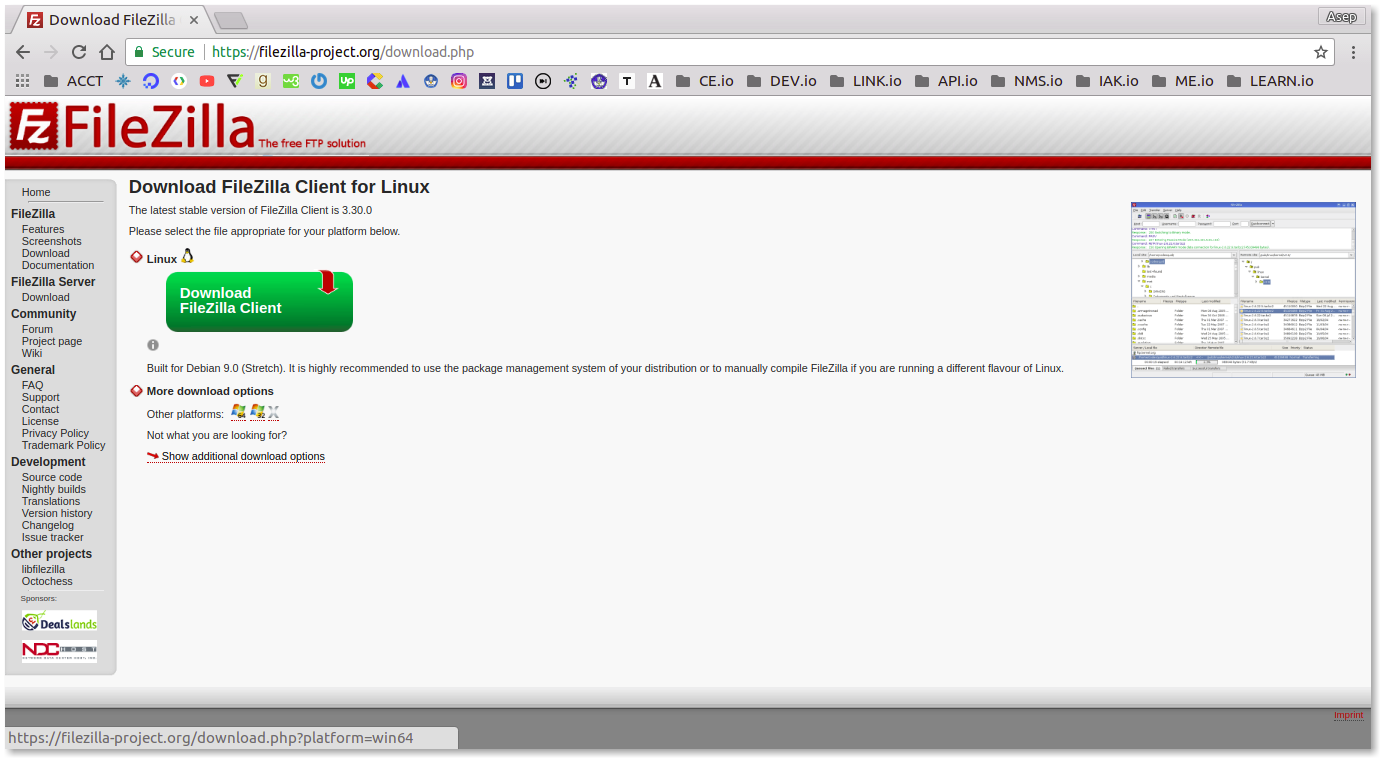 Download FileZilla
Asep
Secure
https://filezilla-project.org/download.php
ACCT
CE.io
DEV.io
LINK.io
API.io
NMS.io
IAK.io
ME.io
LEARN.io
FileZilla
The free FTP solution
Home
FileZilla
Features
Screenshots
Download
Documentation
FileZilla Server
Download
Community
Forum
Project page
Wiki
General
FAQ
Support
Contact
License
Privacy Policy
Trademark Policy
Development
Source code
Nightly builds
Translations
Version history
Changelog
Issue tracker
Other projects
libfilezilla
Octochess
Sponsors:
Dealslands
NDC HOST
Download FileZilla Client for Linux
The latest stable version of FileZilla Client is 3.30.0
Please select the file appropriate for your platform below.
Linux
Download
FileZilla Client
Built for Debian 9.0 (Stretch). It is highly recommended to use the package management system of your distribution or to manually compile FileZilla if you are running a different flavour of Linux.
More download options
Other platforms: 64 32
Not what you are looking for?
Show additional download options
Imprint
https://filezilla-project.org/download.php?platform=win64